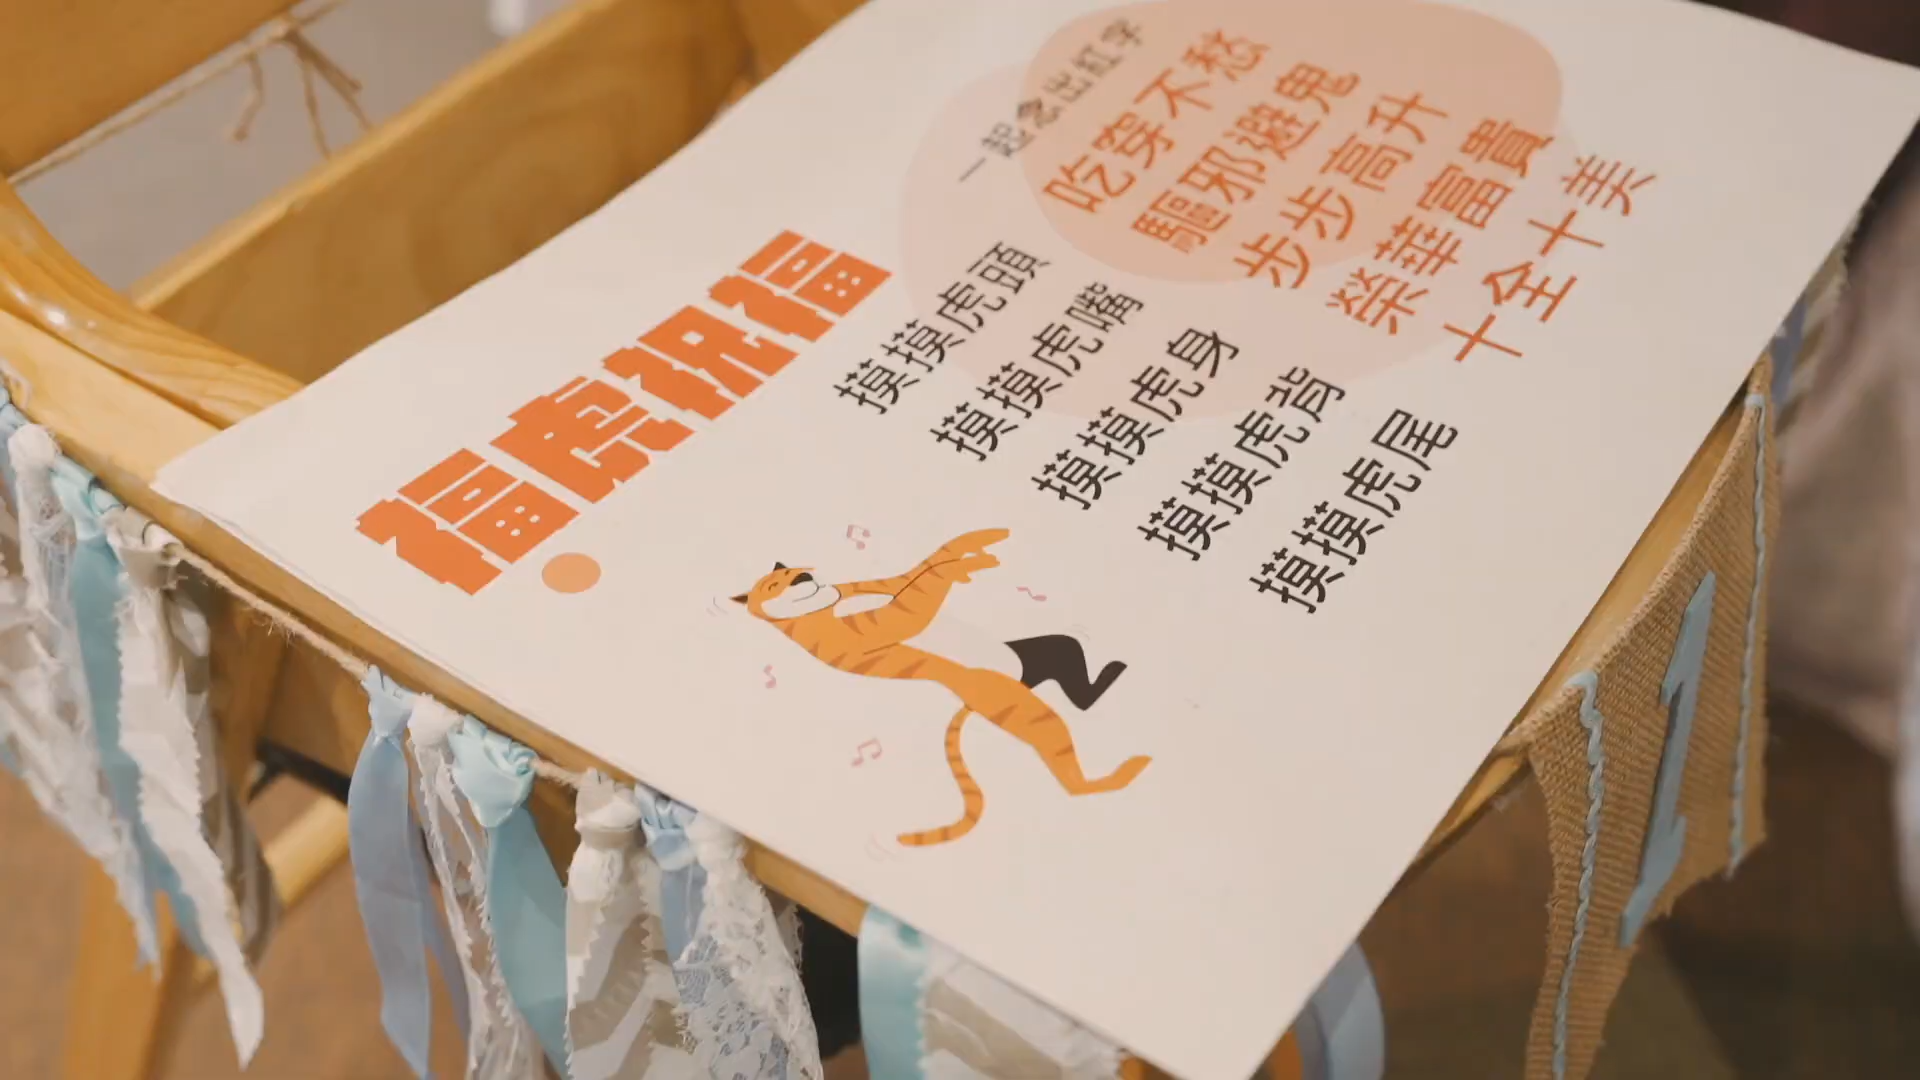 福虎祝福
一起念出紅字
摸摸虎頭 吃穿不愁
摸摸虎嘴 驅邪避鬼
摸摸虎身 步步高升
摸摸虎背 榮華富貴
摸摸虎尾 十全十美
1